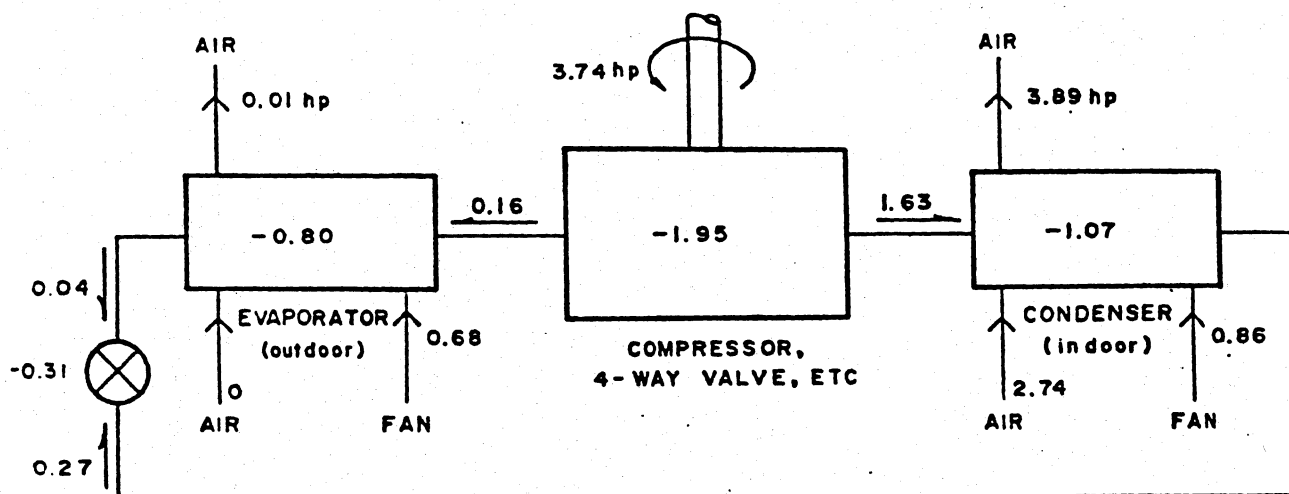 AIR
0.01 hp
3.74 hp
AIR
3.89 hp
-0.80
0.16
-1.95
1.63
-1.07
0.04
EVAPORATOR
(outdoor)
0.68
-0.31
0
AIR
FAN
0.27
COMPRESSOR,
4-WAY VALVE, ETC
CONDENSER
(indoor)
0.86
2.74
AIR
FAN